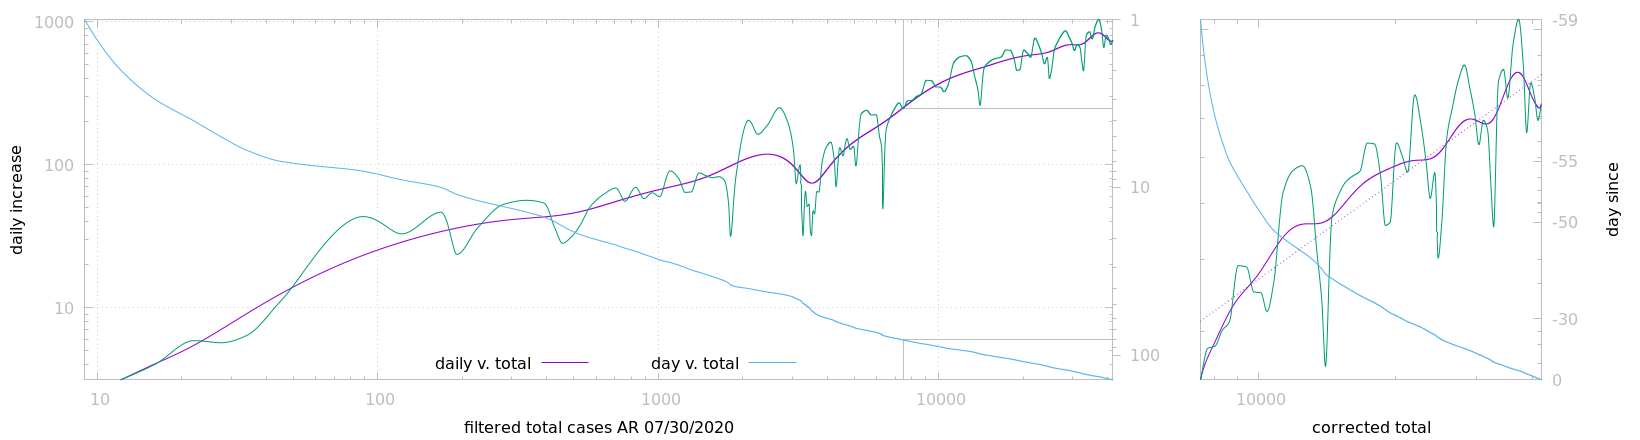 1000
100
10
daily increase
10
100
1000
10000
filtered total cases AR 07/30/2020
daily v. total
day v. total
1
10
100
10000
corrected total
-59
-55
-50
-30
0
day since